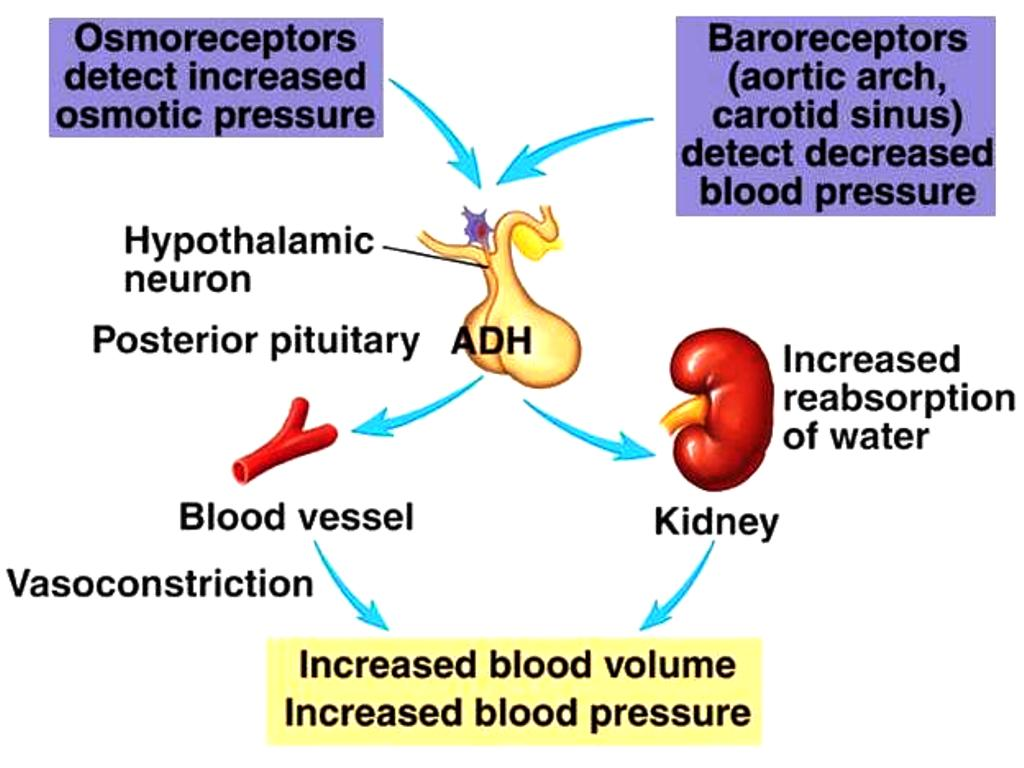 Osmoreceptors
detect increased
osmotic pressure
Baroreceptors
(aortic arch,
carotid sinus)
detect decreased
blood pressure
Hypothalamic
neuron
Posterior pituitary
ADH
Increased
reabsorption
of water
Blood vessel
Kidney
Vasoconstriction
Increased blood volume
Increased blood pressure